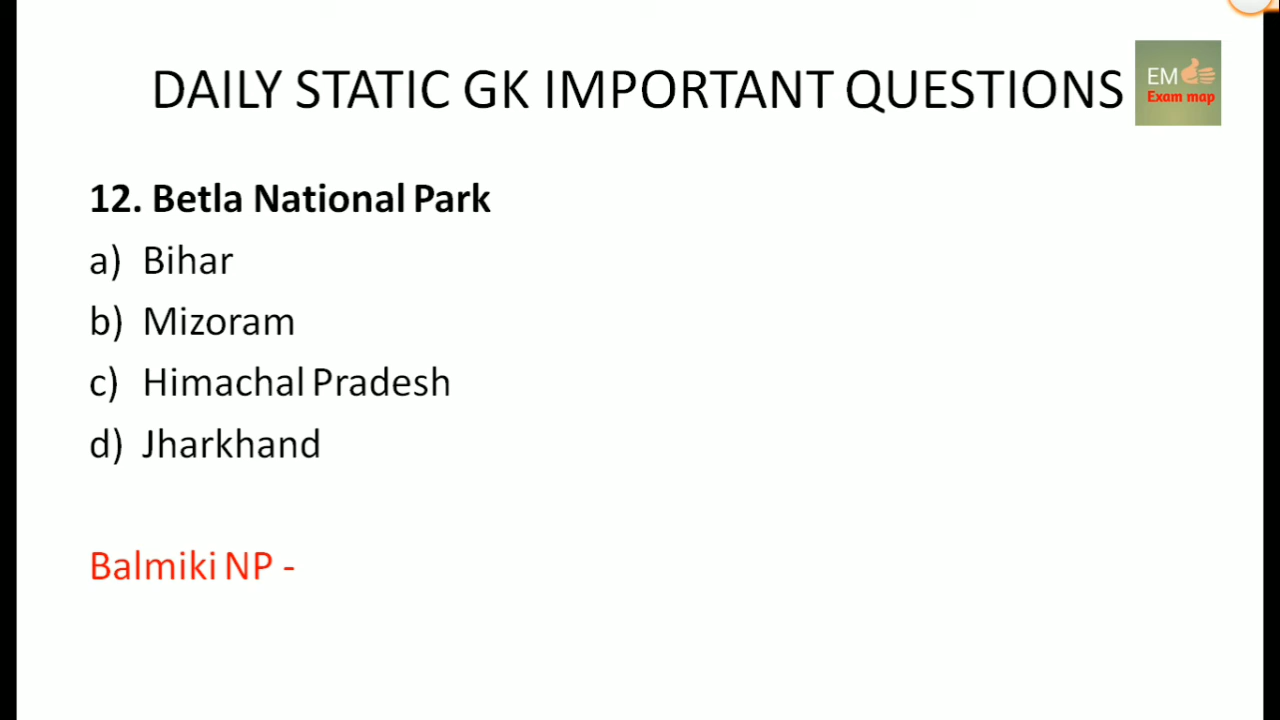 DAILY STATIC GK IMPORTANT QUESTIONS
EM
Exam map
12. Betla National Park
a) Bihar
b) Mizoram
c) Himachal Pradesh
d) Jharkhand
Balmiki NP -